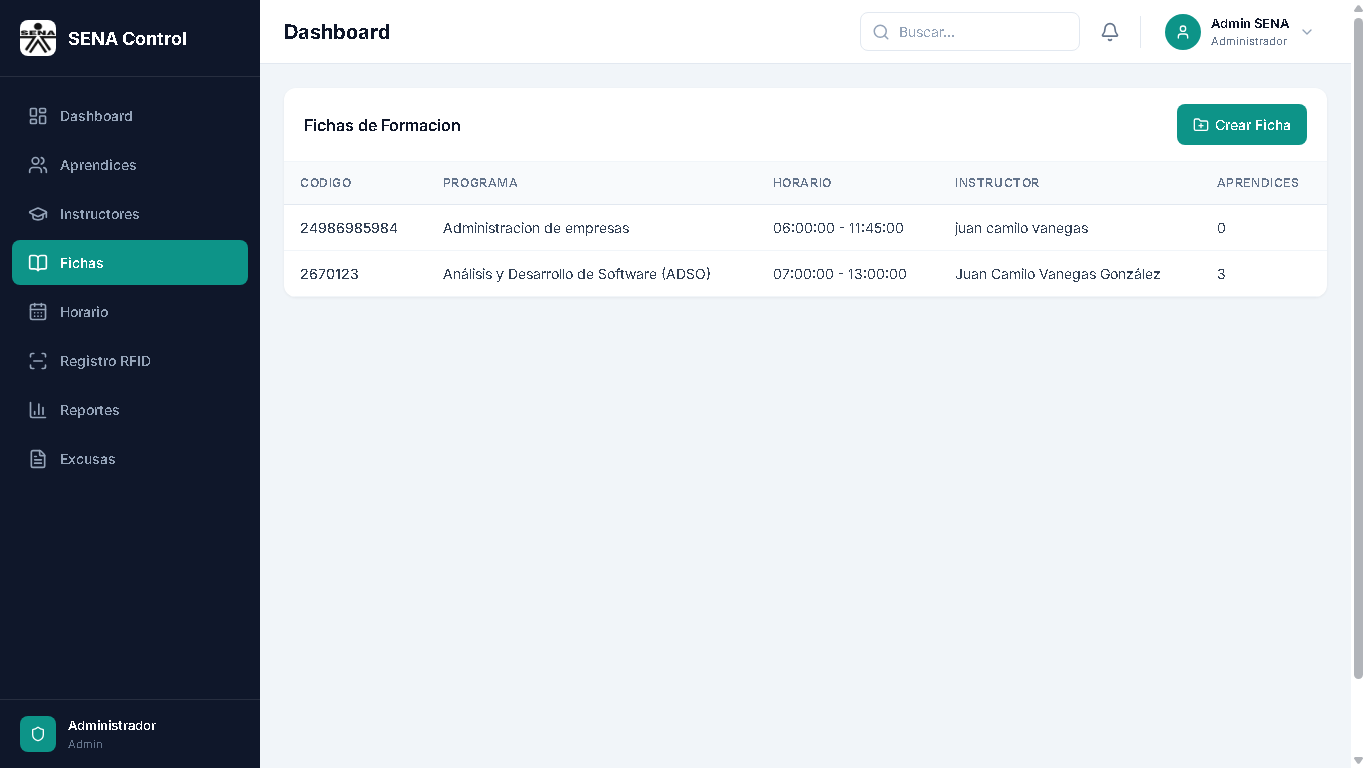 SENA
SENA Control
Dashboard
Aprendices
Instructores
Fichas
Horario
Registro RFID
Reportes
Excusas
Administrador
Admin
Dashboard
Buscar...
Admin SENA
Administrador
Fichas de Formacion
Crear Ficha
CODIGO PROGRAMA HORARIO INSTRUCTOR APRENDICES
24986985984 Administracion de empresas 06:00:00 - 11:45:00 juan camilo vanegas 0
2670123 Análisis y Desarrollo de Software (ADSO) 07:00:00 - 13:00:00 Juan Camilo Vanegas González 3